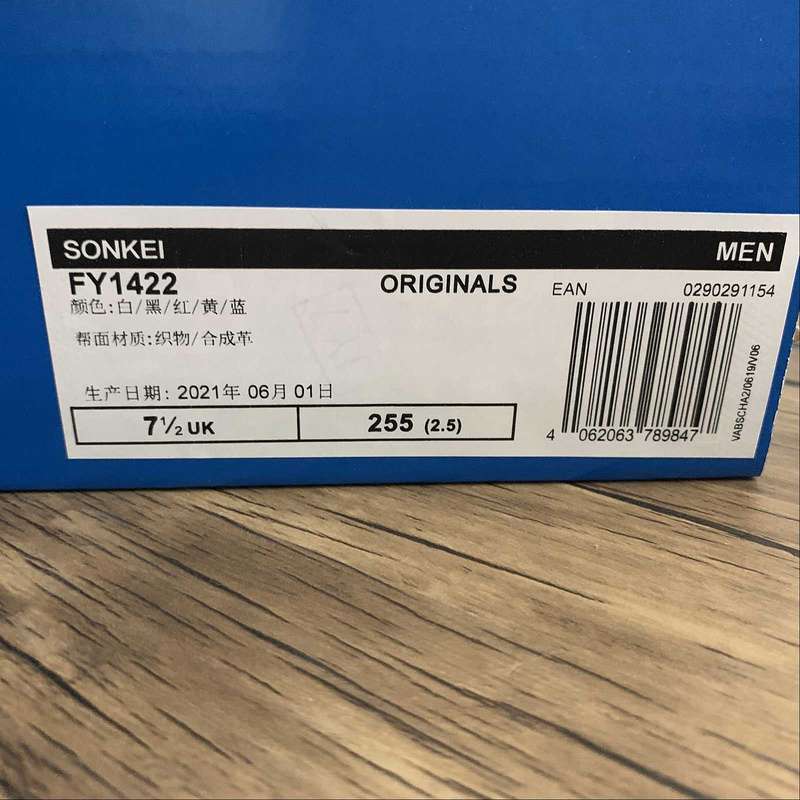 SONKEI MEN
FY1422 ORIGINALS EAN 0290291154
颜色:白/黑/红/黄/蓝
帮面材质:织物/合成革
生产日期: 2021年 06月 01日
7½ UK 255 (2.5)
4 062063 789847
VABSCHA2/0619/V06